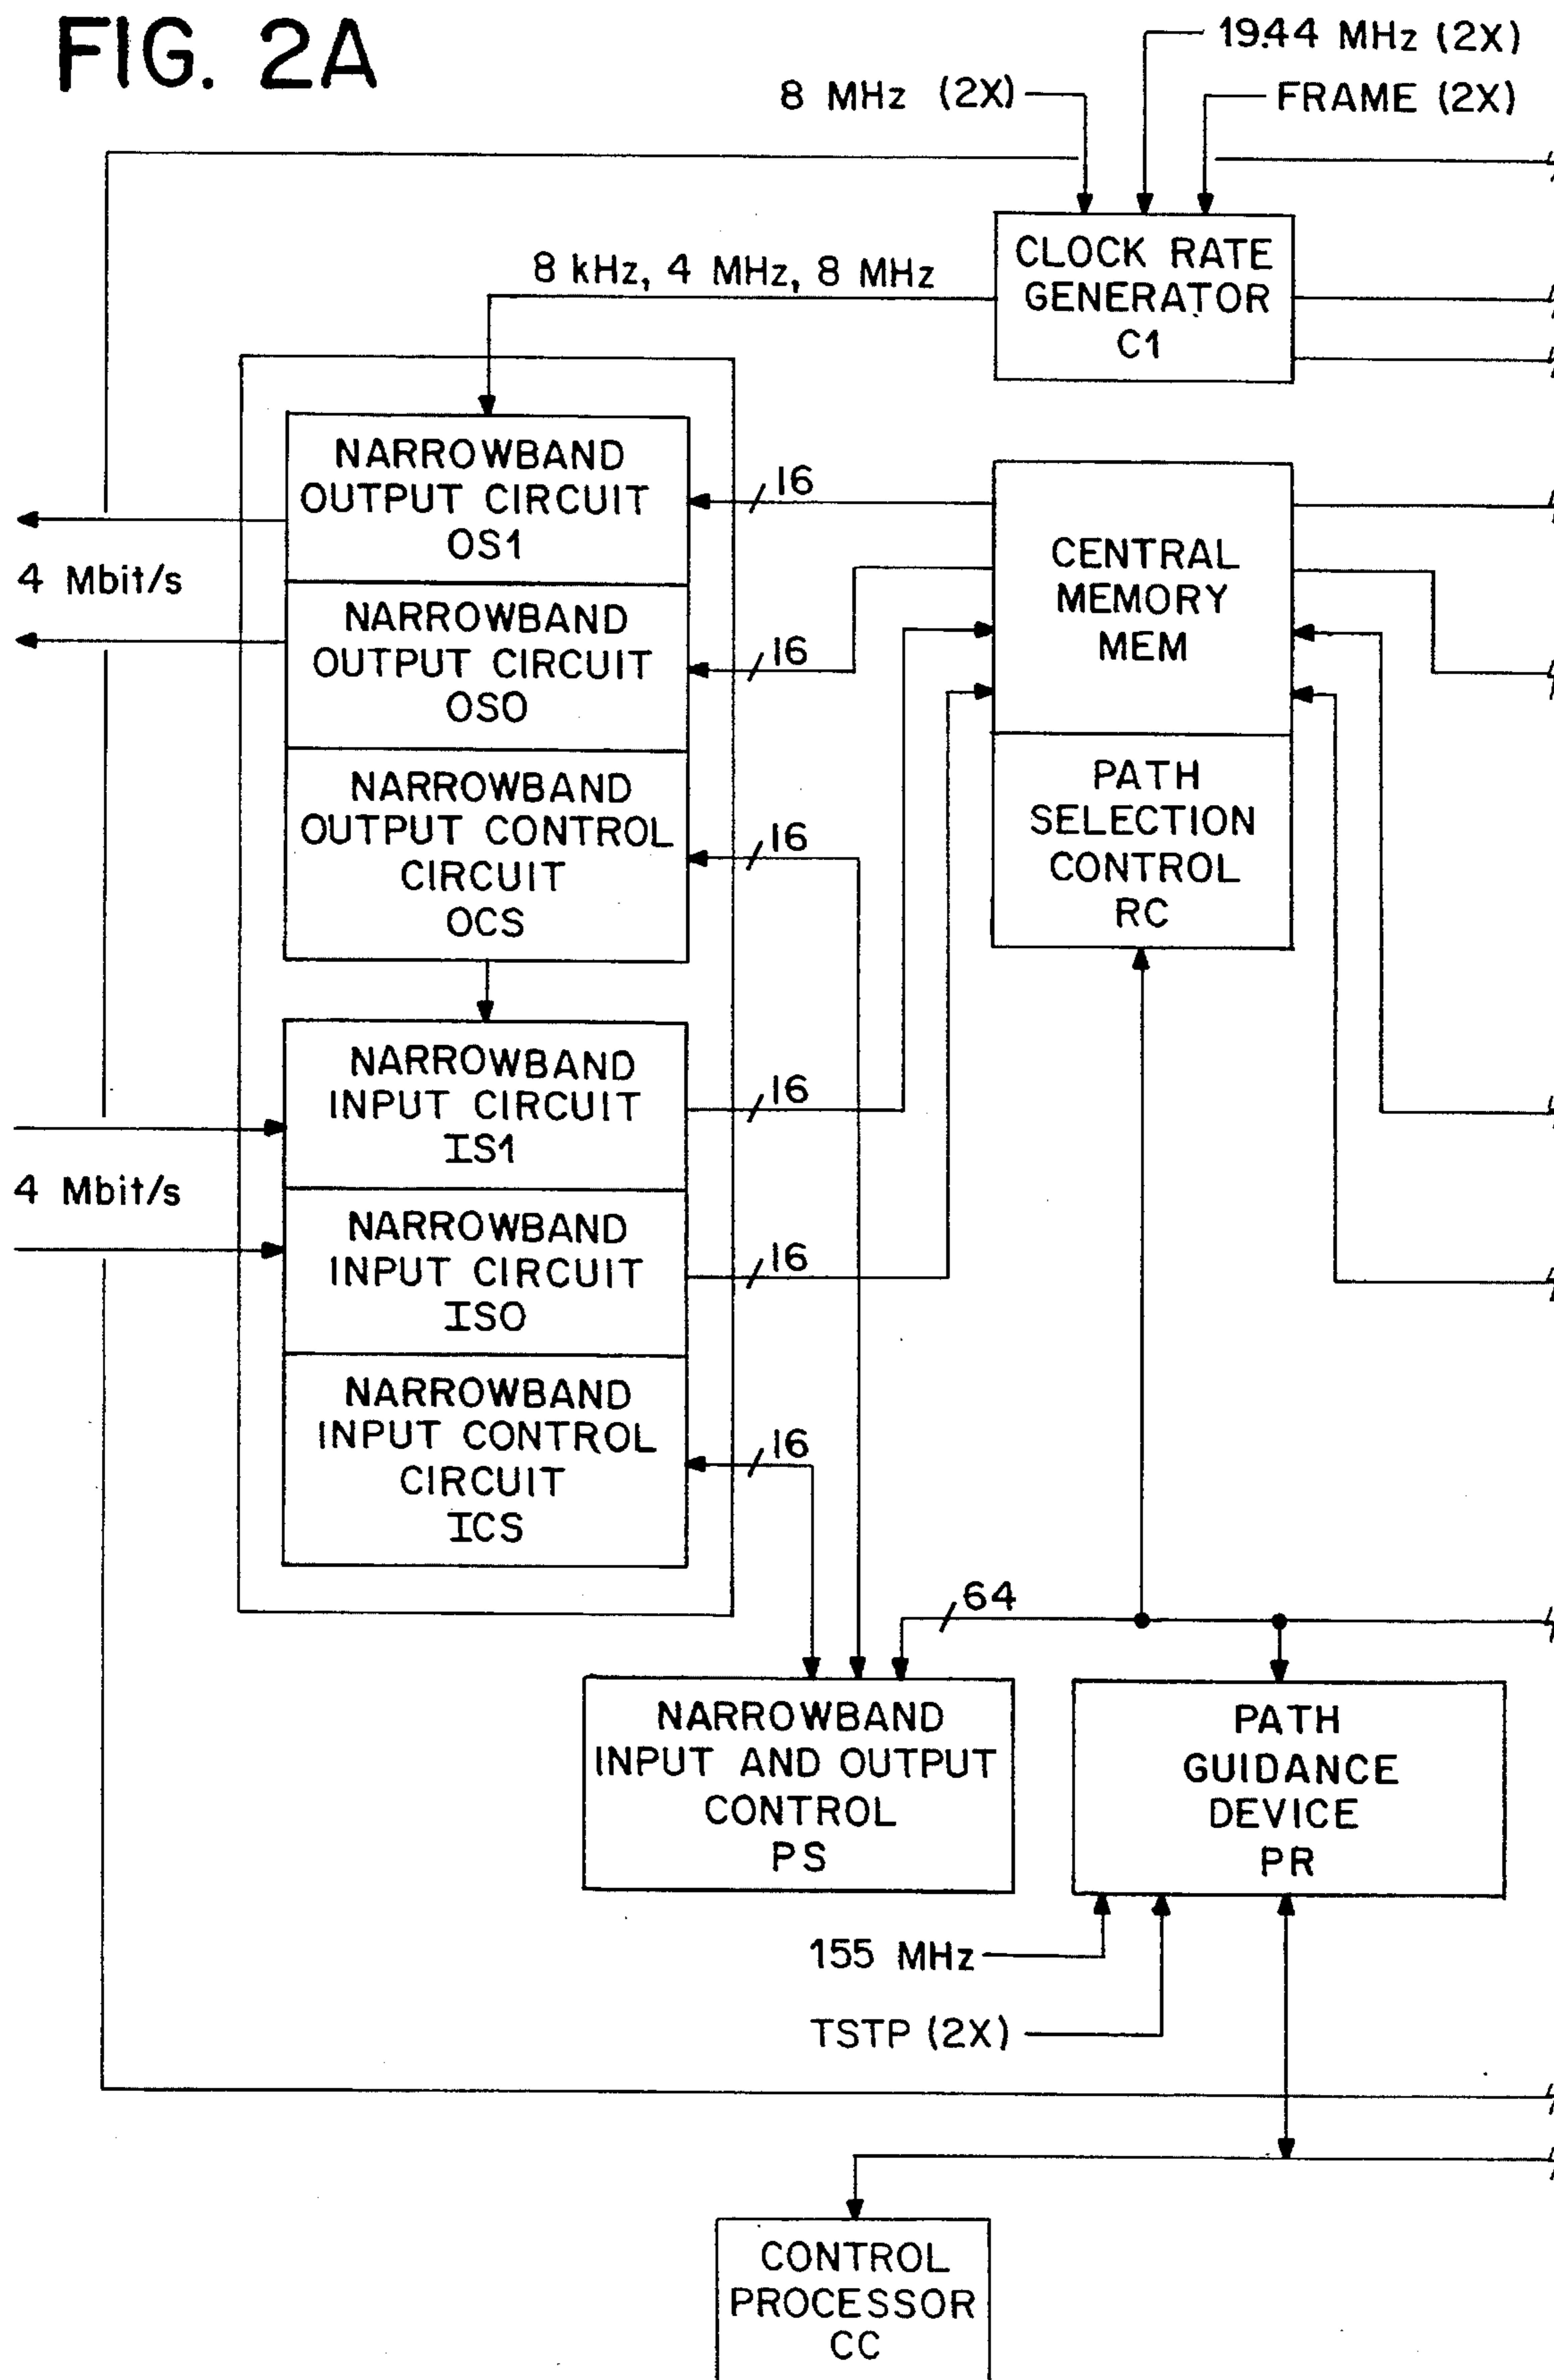 FIG. 2A
19.44 MHz (2X)
8 MHz (2X)
FRAME (2X)
CLOCK RATE
GENERATOR
C1
8 kHz, 4 MHz, 8 MHz
NARROWBAND
OUTPUT CIRCUIT
OS1
16
4 Mbit/s
NARROWBAND
OUTPUT CIRCUIT
OS0
16
CENTRAL
MEMORY
MEM
NARROWBAND
OUTPUT CONTROL
CIRCUIT
OCS
16
PATH
SELECTION
CONTROL
RC
NARROWBAND
INPUT CIRCUIT
IS1
16
4 Mbit/s
NARROWBAND
INPUT CIRCUIT
IS0
16
NARROWBAND
INPUT CONTROL
CIRCUIT
ICS
16
64
NARROWBAND
INPUT AND OUTPUT
CONTROL
PS
PATH
GUIDANCE
DEVICE
PR
155 MHz
TSTP (2X)
CONTROL
PROCESSOR
CC